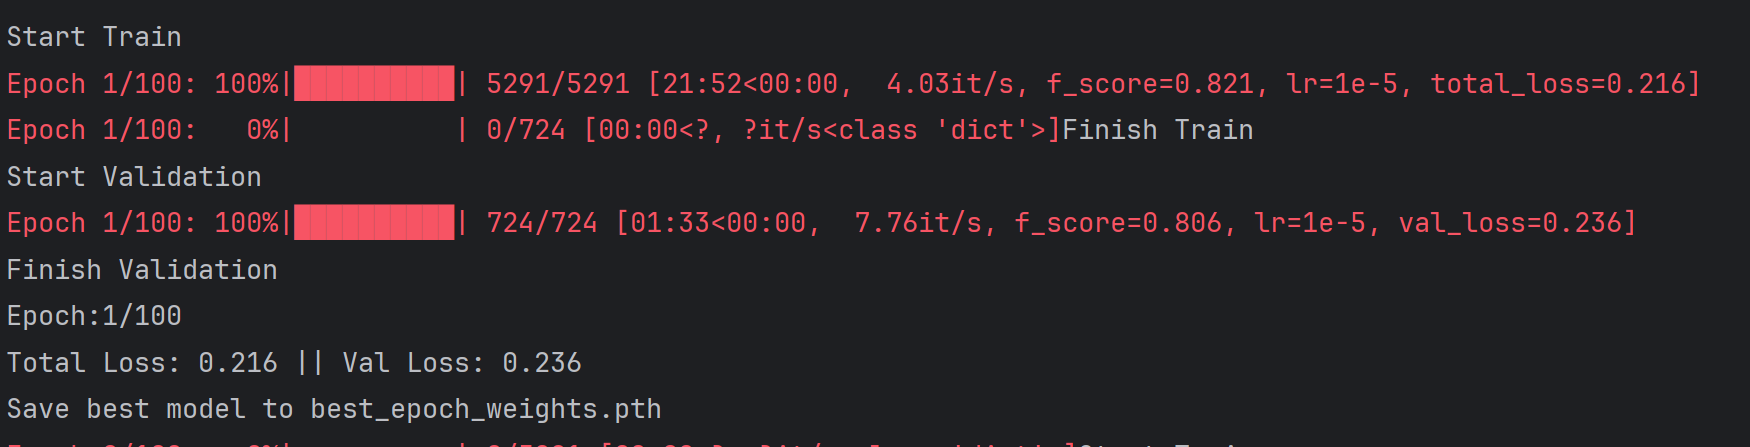 Start Train
Epoch 1/100: 100%|██████████| 5291/5291 [21:52<00:00,  4.03it/s, f_score=0.821, lr=1e-5, total_loss=0.216]
Epoch 1/100:   0%|          | 0/724 [00:00<?, ?it/s<class 'dict'>]Finish Train
Start Validation
Epoch 1/100: 100%|██████████| 724/724 [01:33<00:00,  7.76it/s, f_score=0.806, lr=1e-5, val_loss=0.236]
Finish Validation
Epoch:1/100
Total Loss: 0.216 || Val Loss: 0.236
Save best model to best_epoch_weights.pth